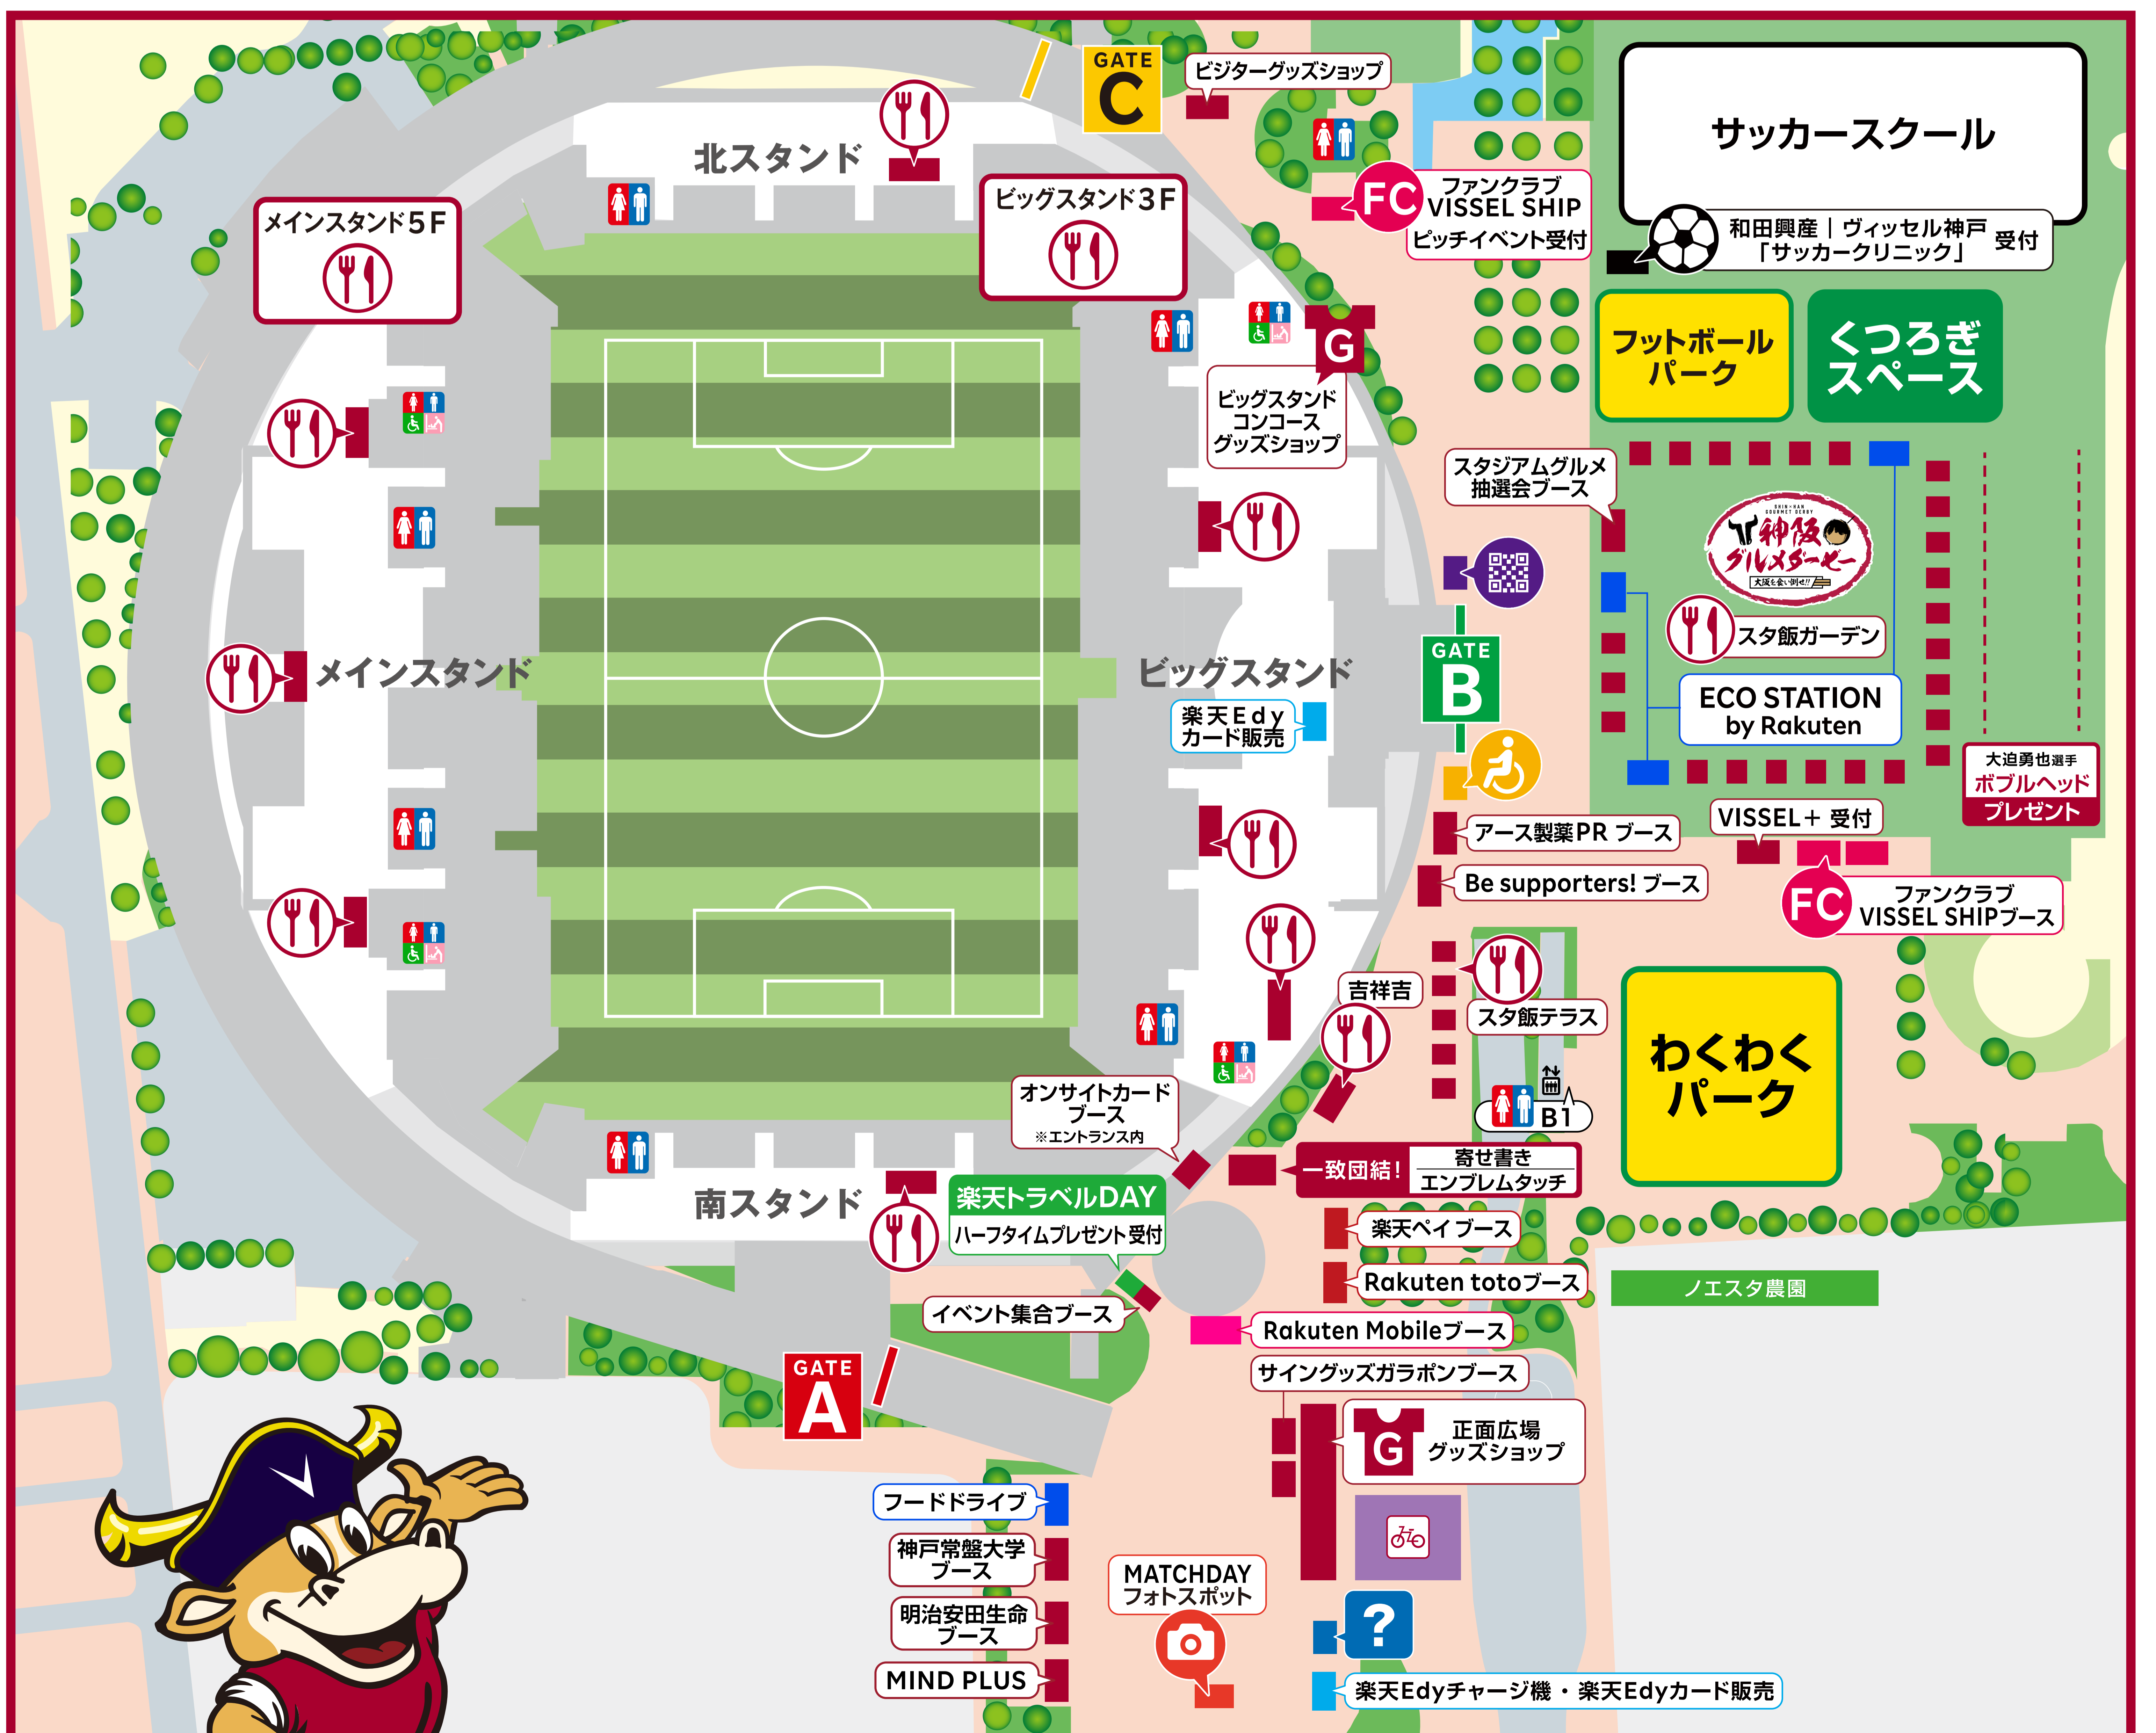 GATE
C
ビジターグッズショップ
サッカースクール
北スタンド
FC
ファンクラブ
VISSEL SHIP
ピッチイベント受付
メインスタンド5F
ビッグスタンド3F
和田興産|ヴィッセル神戸
「サッカークリニック」
受付
フットボール
パーク
くつろぎ
スペース
G
ビッグスタンド
コンコース
グッズショップ
スタジアムグルメ
抽選会ブース
SHIN×HAN
GOURMET DERBY
神阪
グルメダービー
大阪を食い倒せ!!
スタ飯ガーデン
メインスタンド
ビッグスタンド
GATE
B
ECO STATION
by Rakuten
楽天Edy
カード販売
大迫勇也選手
ボブルヘッド
プレゼント
アース製薬PR ブース
VISSEL＋ 受付
Be supporters! ブース
FC
ファンクラブ
VISSEL SHIPブース
吉祥吉
スタ飯テラス
わくわく
パーク
B1
オンサイトカード
ブース
※エントランス内
一致団結!
寄せ書き
エンブレムタッチ
南スタンド
楽天トラベルDAY
ハーフタイムプレゼント受付
楽天ペイブース
Rakuten totoブース
ノエスタ農園
イベント集合ブース
Rakuten Mobileブース
GATE
A
サイングッズガラポンブース
G
正面広場
グッズショップ
フードドライブ
神戸常盤大学
ブース
MATCHDAY
フォトスポット
明治安田生命
ブース
?
MIND PLUS
楽天Edyチャージ機・楽天Edyカード販売